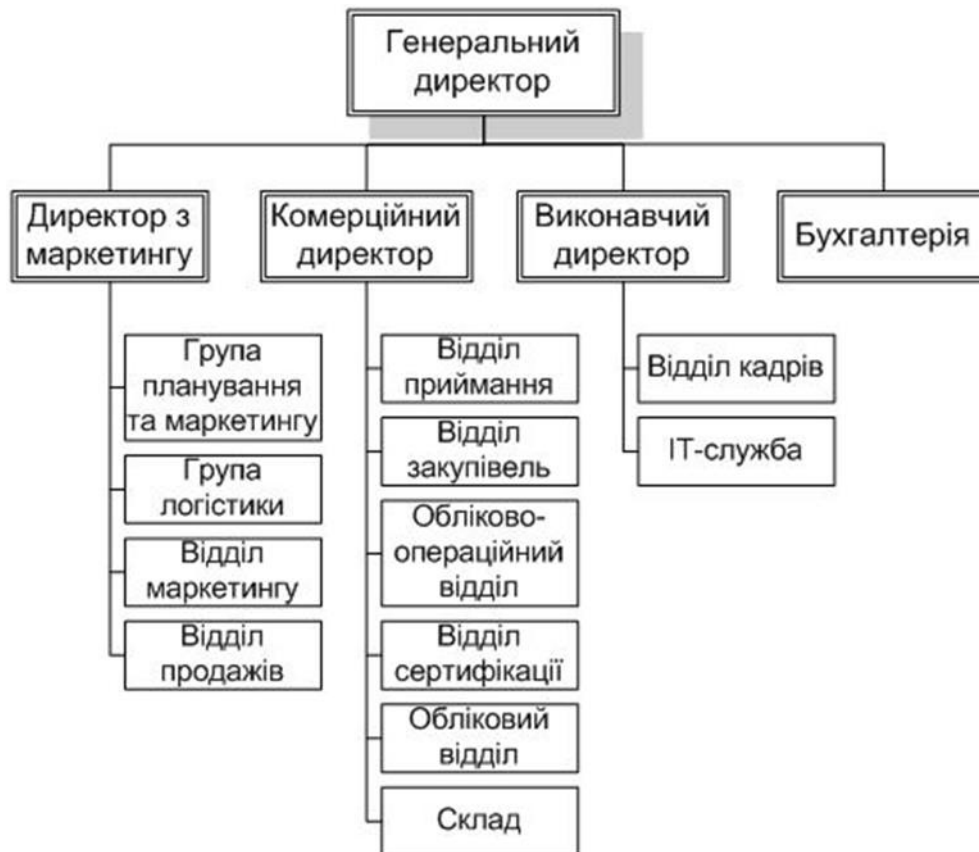 Генеральний
директор
Директор з
маркетингу
Комерційний
директор
Виконавчий
директор
Бухгалтерія
Група
планування
та маркетингу
Група
логістики
Відділ
маркетингу
Відділ
продажів
Відділ
приймання
Відділ
закупівель
Обліково-
операційний
відділ
Відділ
сертифікації
Обліковий
відділ
Склад
Відділ кадрів
ІТ-служба